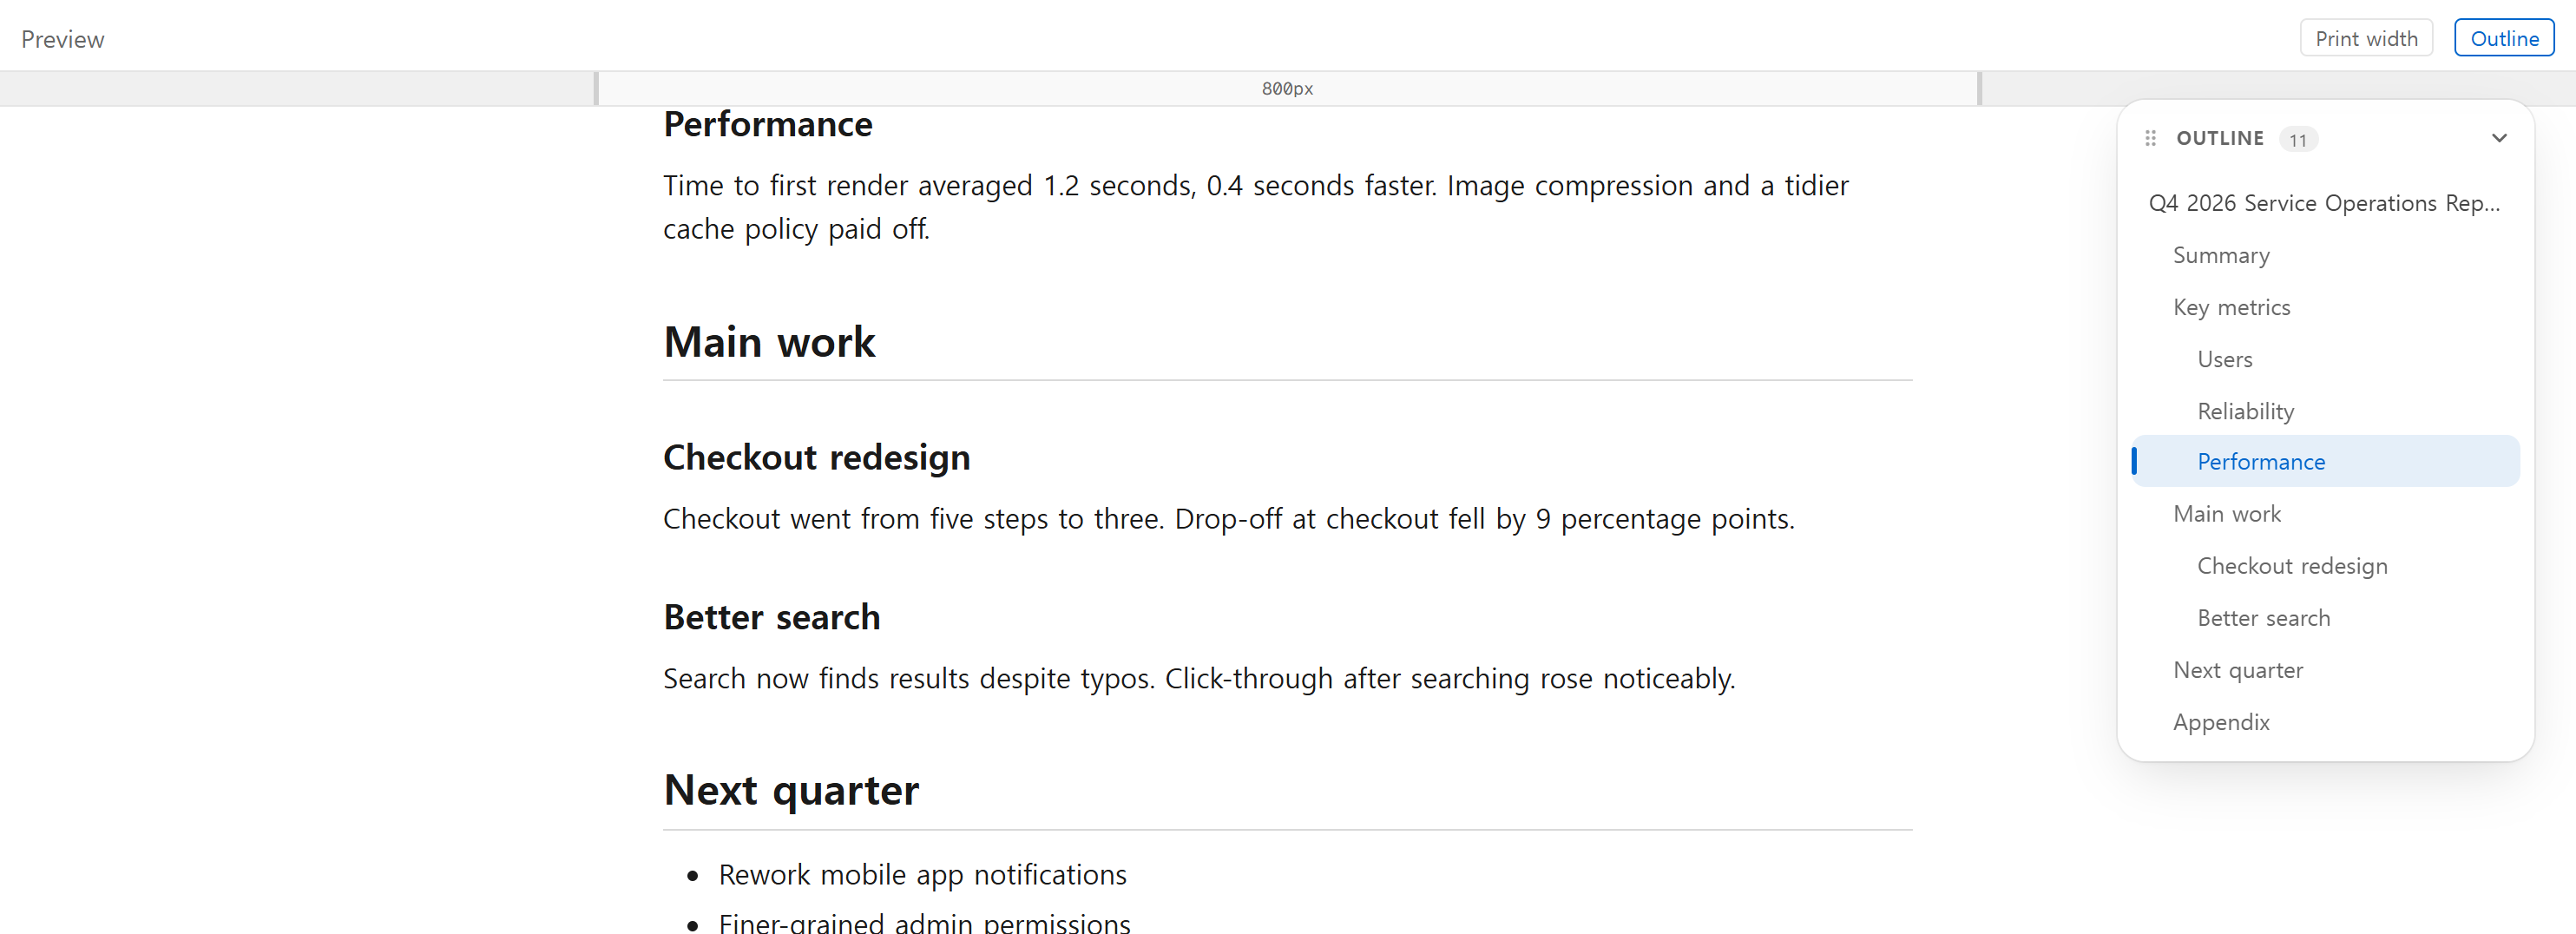 Preview
Print width
Outline
800px
Performance
Time to first render averaged 1.2 seconds, 0.4 seconds faster. Image compression and a tidier
cache policy paid off.
Main work
Checkout redesign
Checkout went from five steps to three. Drop-off at checkout fell by 9 percentage points.
Better search
Search now finds results despite typos. Click-through after searching rose noticeably.
Next quarter
• Rework mobile app notifications
• Finer-grained admin permissions
OUTLINE 11
Q4 2026 Service Operations Rep...
Summary
Key metrics
Users
Reliability
Performance
Main work
Checkout redesign
Better search
Next quarter
Appendix